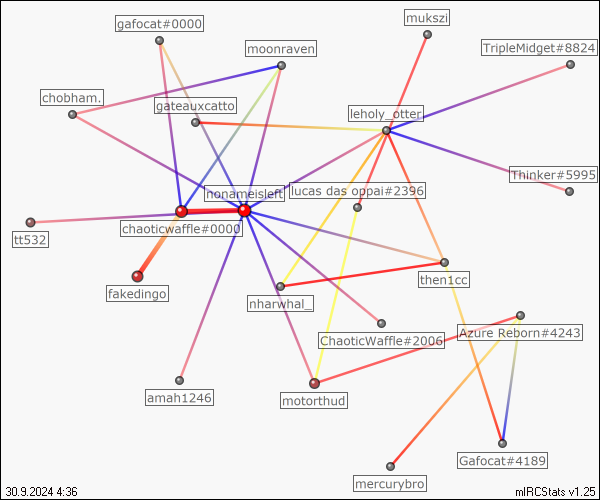 gafocat#0000
mukszi
moonraven
TripleMidget#8824
chobham.
gateauxcatto
leholy_otter
Thinker#5995
nonameisleft
lucas das oppai#2396
tt532
chaoticwaffle#0000
then1cc
fakedingo
nharwhal_
ChaoticWaffle#2006
Azure Reborn#4243
amah1246
motorthud
Gafocat#4189
mercurybro
30.9.2024 4:36
mIRCStats v1.25